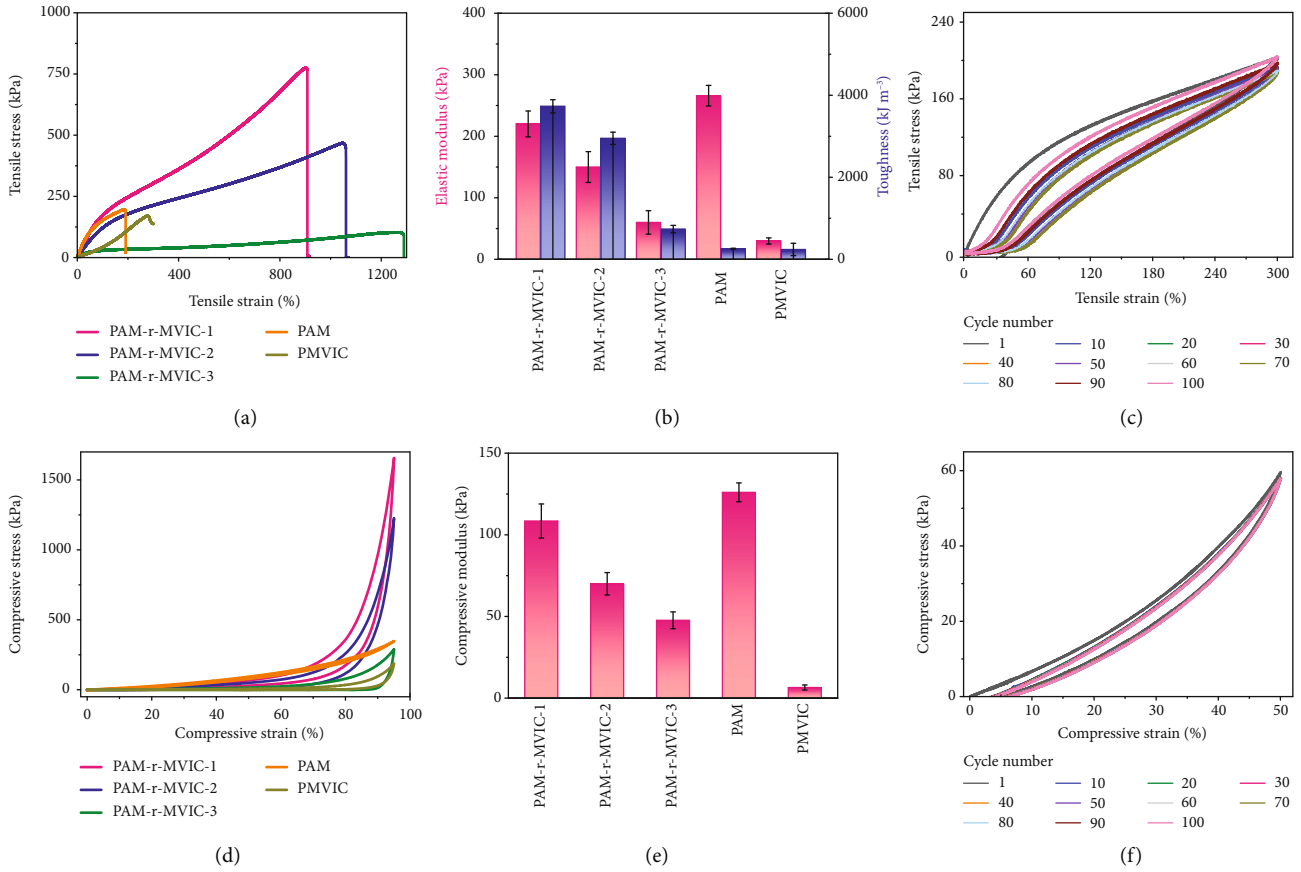 1000
750
500
250
0
0 400 800 1200
Tensile stress (kPa)
Tensile strain (%)
PAM-r-MVIC-1 PAM
PAM-r-MVIC-2 PMVIC
PAM-r-MVIC-3
(a)
400
300
200
100
0
Elastic modulus (kPa)
6000
4000
2000
0
Toughness (kJ m⁻³)
PAM-r-MVIC-1
PAM-r-MVIC-2
PAM-r-MVIC-3
PAM
PMVIC
(b)
240
160
80
0
0 60 120 180 240 300
Tensile stress (kPa)
Tensile strain (%)
Cycle number
1 10 20 30
40 50 60 70
80 90 100
(c)
1500
1000
500
0
0 20 40 60 80 100
Compressive stress (kPa)
Compressive strain (%)
PAM-r-MVIC-1 PAM
PAM-r-MVIC-2 PMVIC
PAM-r-MVIC-3
(d)
150
100
50
0
Compressive modulus (kPa)
PAM-r-MVIC-1
PAM-r-MVIC-2
PAM-r-MVIC-3
PAM
PMVIC
(e)
60
40
20
0
0 10 20 30 40 50
Compressive stress (kPa)
Compressive strain (%)
Cycle number
1 10 20 30
40 50 60 70
80 90 100
(f)